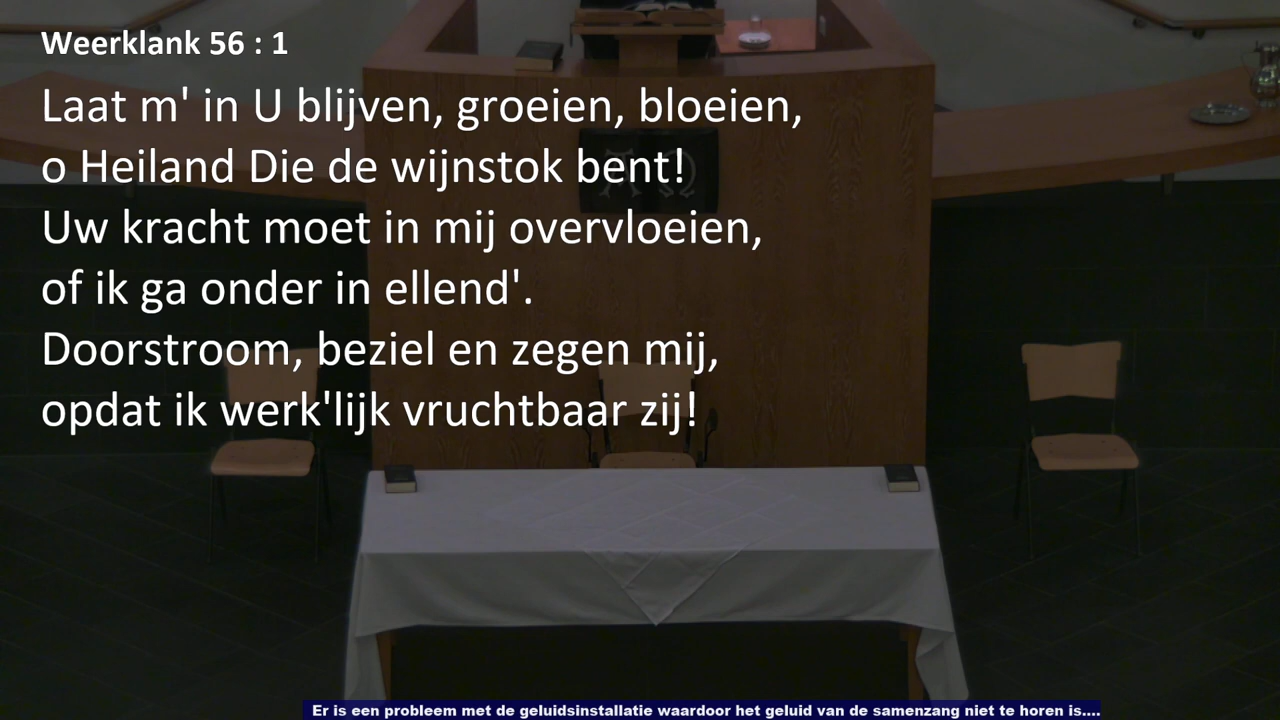 Weerklank 56 : 1
Laat m' in U blijven, groeien, bloeien,
o Heiland Die de wijnstok bent!
Uw kracht moet in mij overvloeien,
of ik ga onder in ellend'.
Doorstroom, beziel en zegen mij,
opdat ik werk'lijk vruchtbaar zij!
Α Ω
Er is een probleem met de geluidsinstallatie waardoor het geluid van de samenzang niet te horen is....